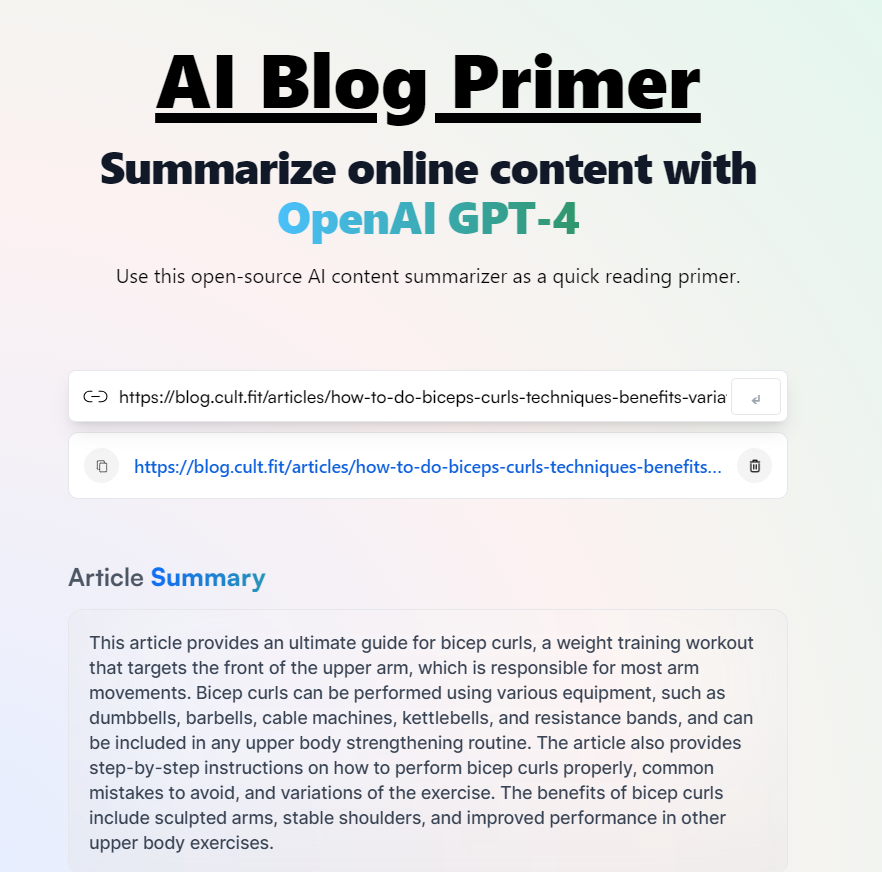 AI Blog Primer
Summarize online content with
OpenAI GPT-4
Use this open-source AI content summarizer as a quick reading primer.
https://blog.cult.fit/articles/how-to-do-biceps-curls-techniques-benefits-varia
https://blog.cult.fit/articles/how-to-do-biceps-curls-techniques-benefits...
Article Summary
This article provides an ultimate guide for bicep curls, a weight training workout
that targets the front of the upper arm, which is responsible for most arm
movements. Bicep curls can be performed using various equipment, such as
dumbbells, barbells, cable machines, kettlebells, and resistance bands, and can
be included in any upper body strengthening routine. The article also provides
step-by-step instructions on how to perform bicep curls properly, common
mistakes to avoid, and variations of the exercise. The benefits of bicep curls
include sculpted arms, stable shoulders, and improved performance in other
upper body exercises.